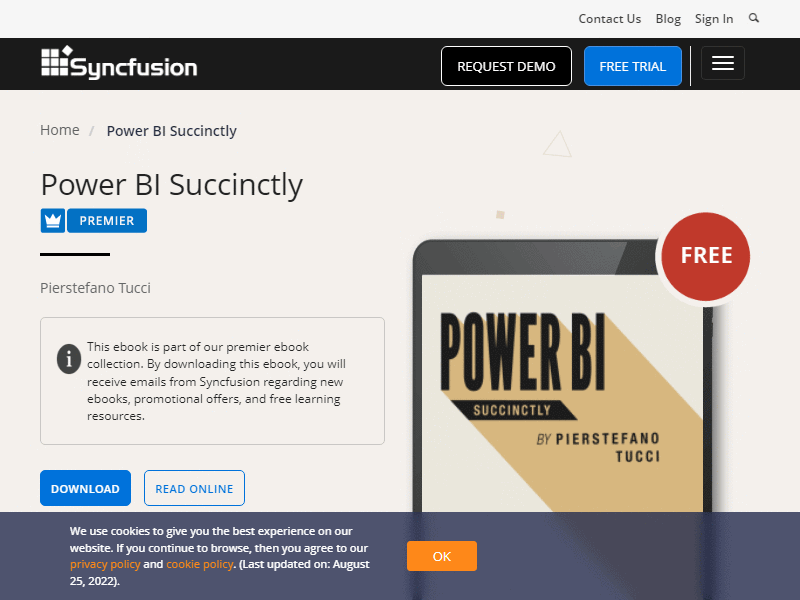 Contact Us Blog Sign In
Syncfusion
REQUEST DEMO
FREE TRIAL
Home / Power BI Succinctly
Power BI Succinctly
PREMIER
Pierstefano Tucci
This ebook is part of our premier ebook
collection. By downloading this ebook, you will
receive emails from Syncfusion regarding new
ebooks, promotional offers, and free learning
resources.
DOWNLOAD
READ ONLINE
FREE
POWER BI
SUCCINCTLY
BY PIERSTEFANO
TUCCI
We use cookies to give you the best experience on our
website. If you continue to browse, then you agree to our
privacy policy and cookie policy. (Last updated on: August
25, 2022).
OK